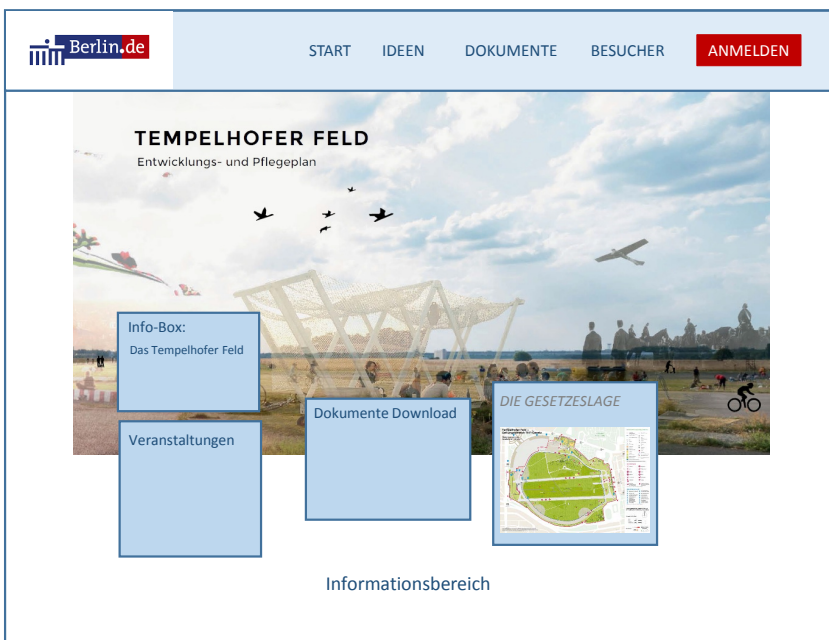 Berlin.de
START IDEEN DOKUMENTE BESUCHER ANMELDEN
TEMPELHOFER FELD
Entwicklungs- und Pflegeplan
Info-Box:
Das Tempelhofer Feld
Veranstaltungen
Dokumente Download
DIE GESETZESLAGE
Informationsbereich